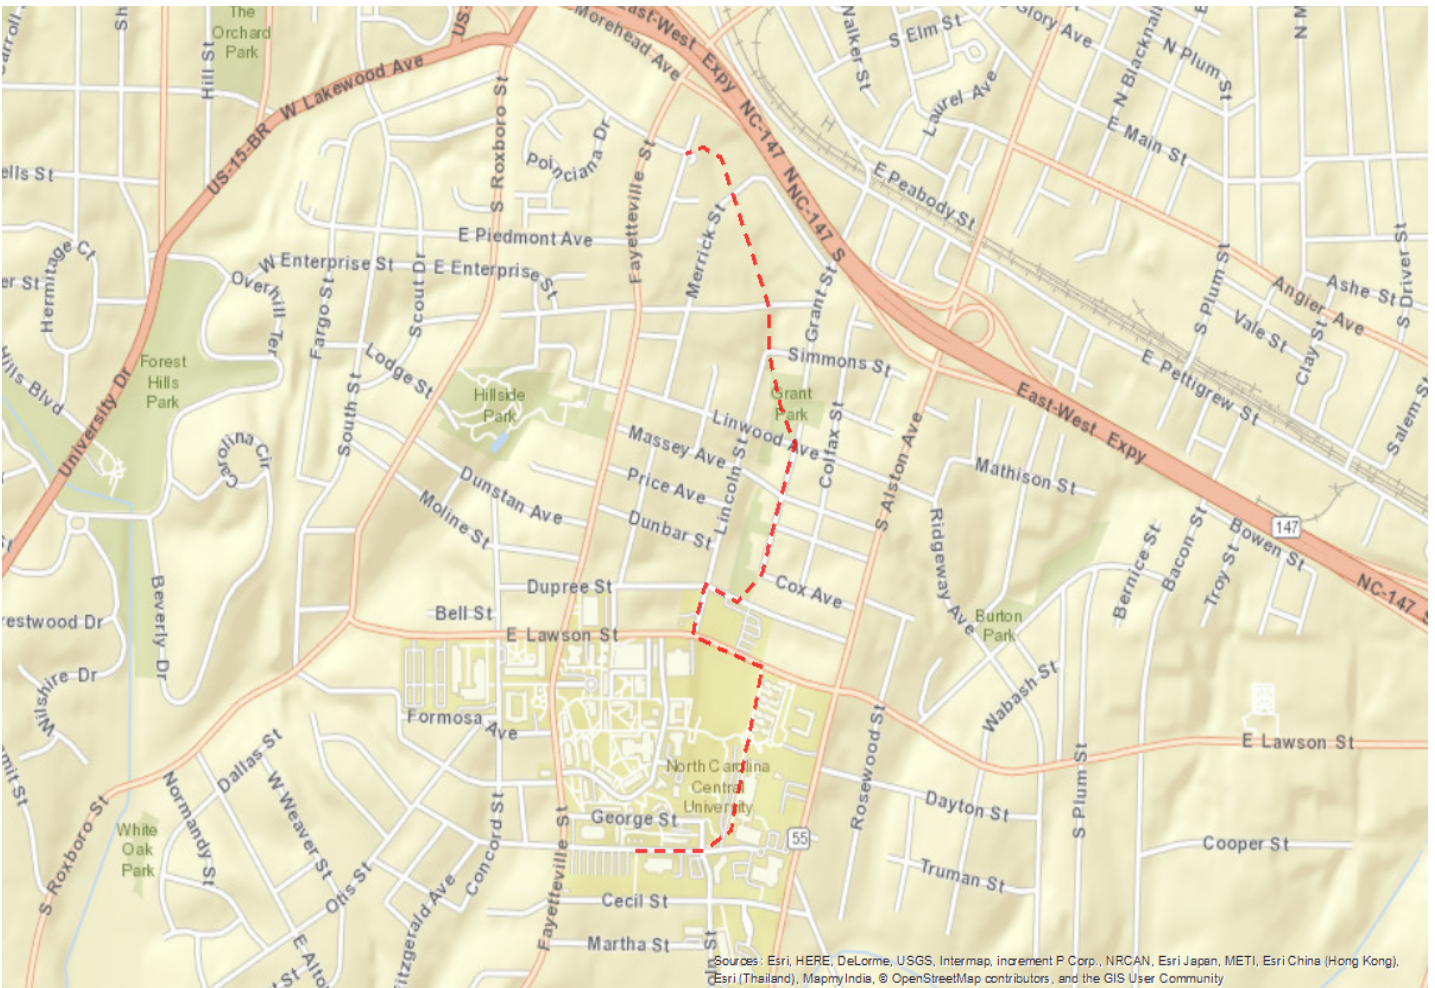 The
Orchard
Park
Hill St
US-15-BR
W Lakewood Ave
S Roxboro St
Poinciana Dr
Morehead Ave
East-West Expy
NC-147
NC-147 S
Walker St
S Elm St
Glory Ave
N Plum St
Laurel Ave
E Main St
E Peabody St
Hermitage Ct
Overhill Ter
W Enterprise St
E Enterprise St
E Piedmont Ave
Scout Dr
Fargo St
Fayetteville St
Merrick St
Grant St
S Plum St
Angier Ave
Ashe St
S Driver St
Vale St
Clay St
E Pettigrew St
Salem St
Forest
Hills
Park
University Dr
Hills Blvd
Carolina Cir
South St
Lodge St
Hillside
Park
Simmons St
Grant
Park
Linwood Ave
Massey Ave
Price Ave
Dunbar St
Lincoln St
Colfax St
S Alston Ave
East-West Expy
Mathison St
147
Bowen St
Dunstan Ave
Moline St
Dupree St
Cox Ave
Bell St
E Lawson St
Ridgeway Ave
Burton
Park
Bernice St
Bacon St
Troy St
NC-147 S
Beverly Dr
Wilshire Dr
Formosa Ave
Dallas St
Normandy St
W Weaver St
Otis St
Concord St
North Carolina
Central
University
George St
Wabash St
Rosewood St
E Lawson St
S Plum St
Dayton St
55
Truman St
Cooper St
White
Oak
Park
S Roxboro St
Fayetteville St
Cecil St
Martha St
Sources: Esri, HERE, DeLorme, USGS, Intermap, increment P Corp., NRCAN, Esri Japan, METI, Esri China (Hong Kong),
Esri (Thailand), MapmyIndia, © OpenStreetMap contributors, and the GIS User Community